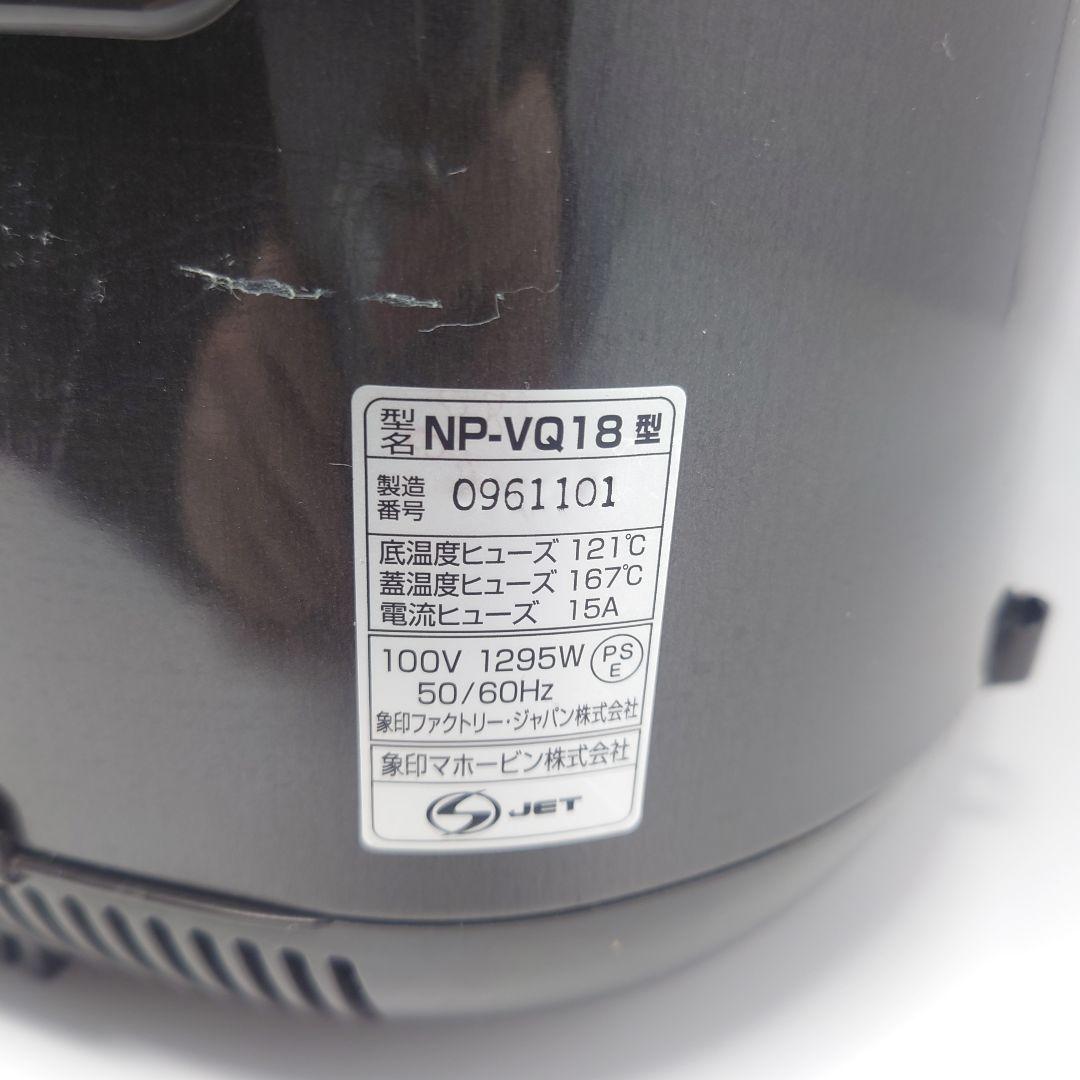 型名 NP-VQ18 型
製造番号 0961101
底温度ヒューズ 121℃
蓋温度ヒューズ 167℃
電流ヒューズ 15A
100V 1295W PSE
50/60Hz
象印ファクトリー・ジャパン株式会社
象印マホービン株式会社
JET